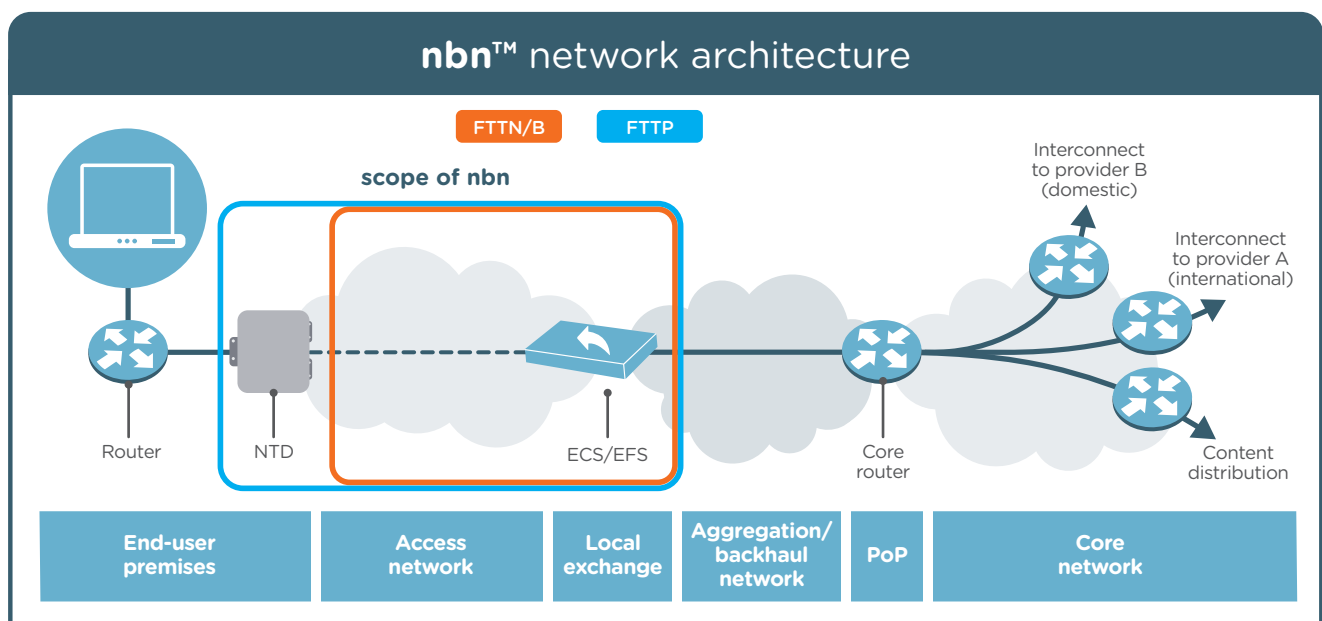 nbn™ network architecture
FTTN/B
FTTP
scope of nbn
Interconnect
to provider B
(domestic)
Interconnect
to provider A
(international)
Router
NTD
ECS/EFS
Core
router
Content
distribution
End-user
premises
Access
network
Local
exchange
Aggregation/
backhaul
network
PoP
Core
network